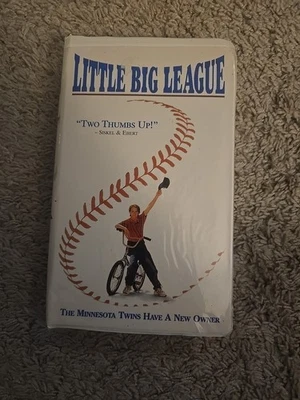 LITTLE BIG LEAGUE
"TWO THUMBS UP!"
– SISKEL & EBERT
THE MINNESOTA TWINS HAVE A NEW OWNER